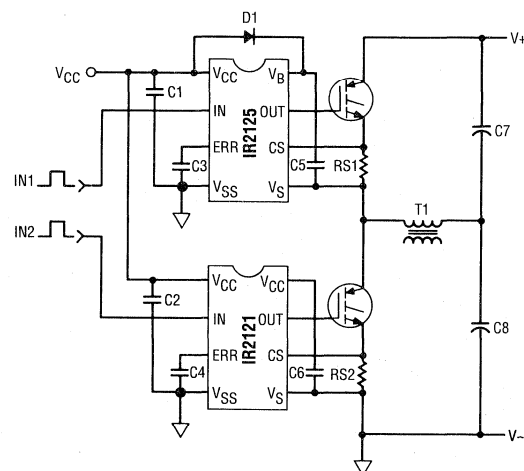 D1
VCC
VCC
VB
V+
C1
IN
OUT
IR2125
C7
ERR
CS
C3
C5
RS1
IN1
VSS
VS
T1
IN2
VCC
VCC
C2
IN
OUT
IR2121
C8
ERR
CS
C4
C6
RS2
VSS
VS
V~